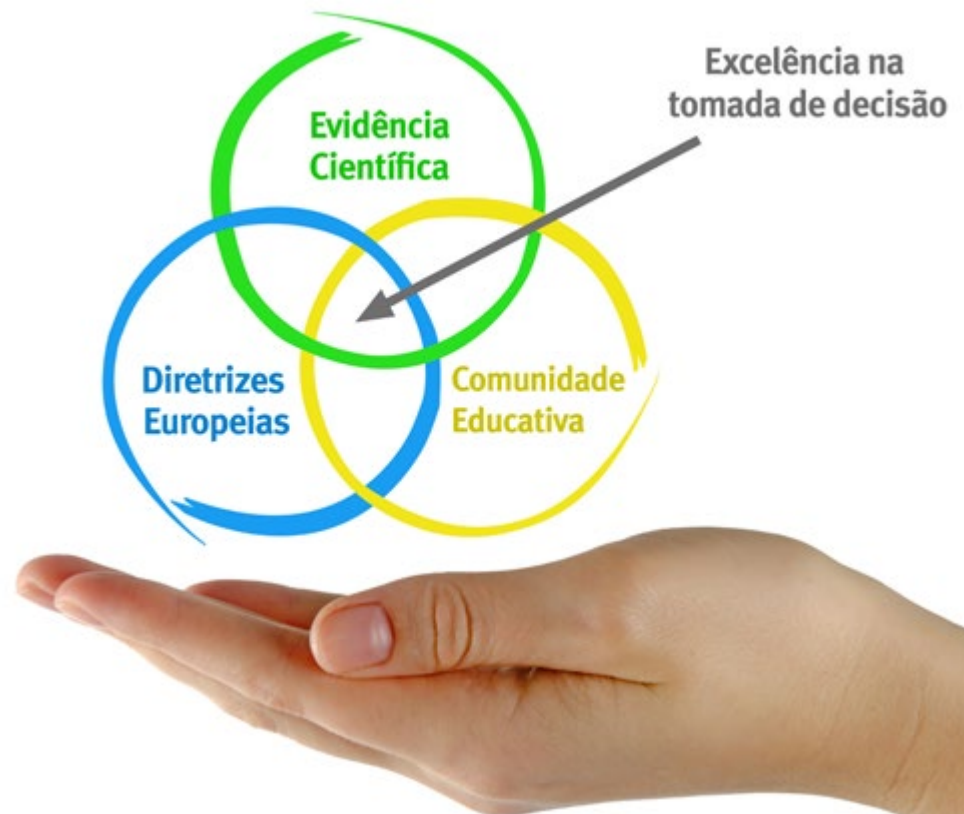 Excelência na
tomada de decisão
Evidência
Científica
Diretrizes
Europeias
Comunidade
Educativa